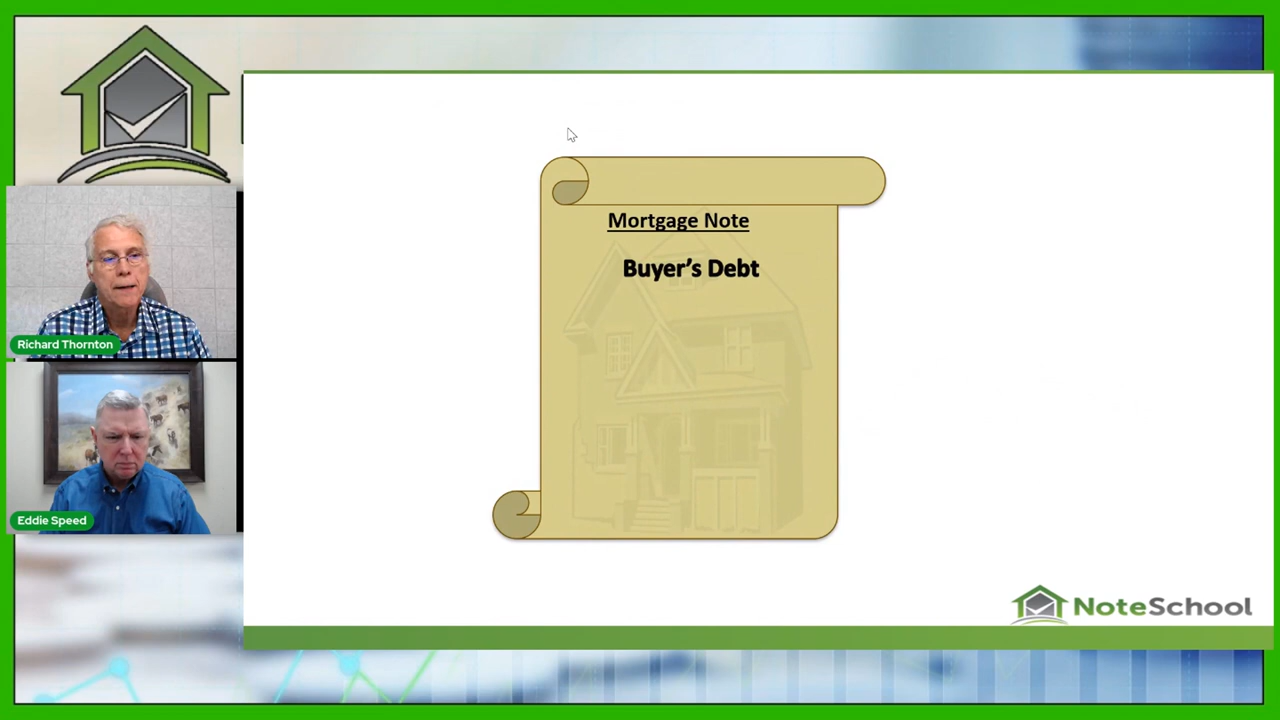 Mortgage Note
Buyer’s Debt
Richard Thornton
Eddie Speed
NoteSchool